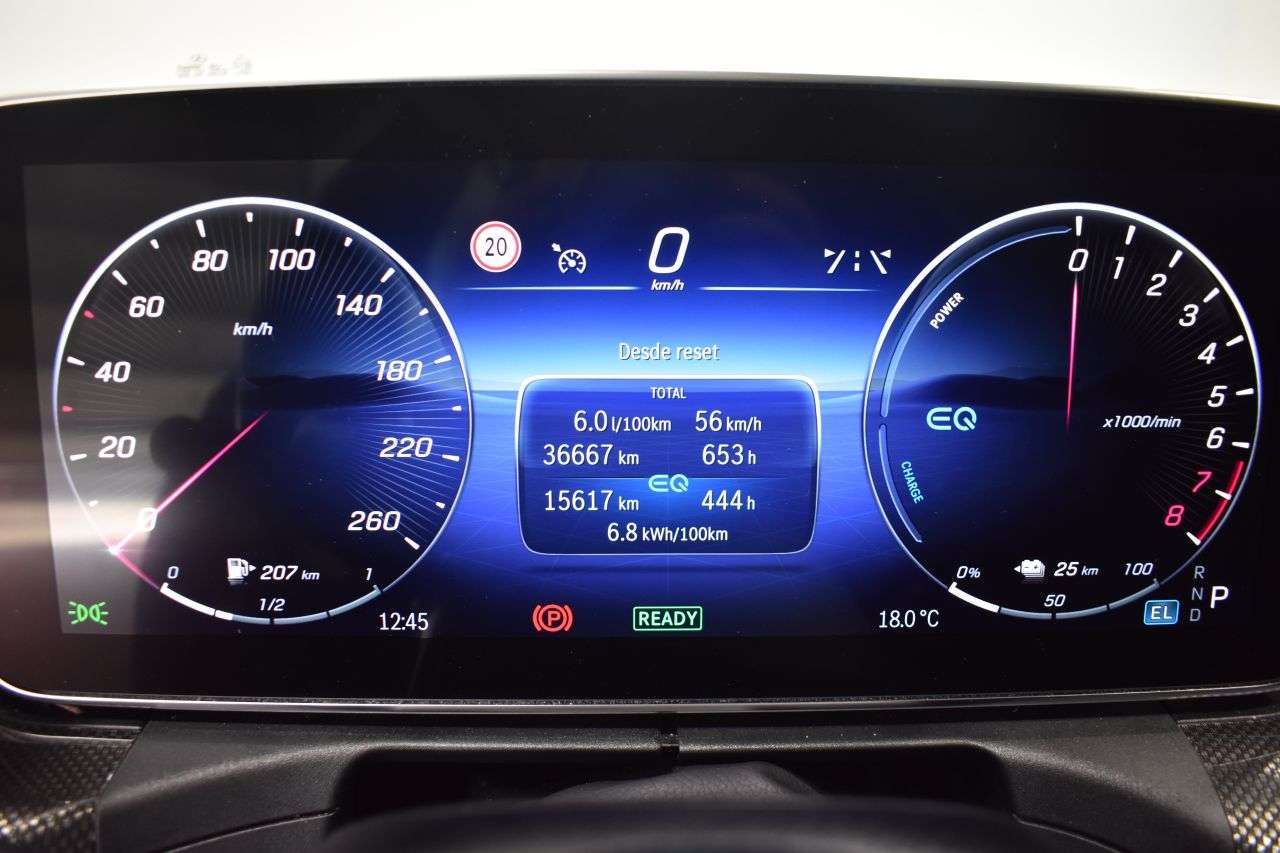 20
0
km/h
Desde reset
TOTAL
6.0 l/100km 56 km/h
36667 km 653 h
EQ
15617 km 444 h
6.8 kWh/100km
0
20
40
60
80
100
140
180
220
260
km/h
0 1/2 1
207 km
12:45
P
READY
18.0 °C
POWER
CHARGE
EQ
0
1
2
3
4
5
6
7
8
x1000/min
0% 50 100
25 km
EL
R
N
D
P